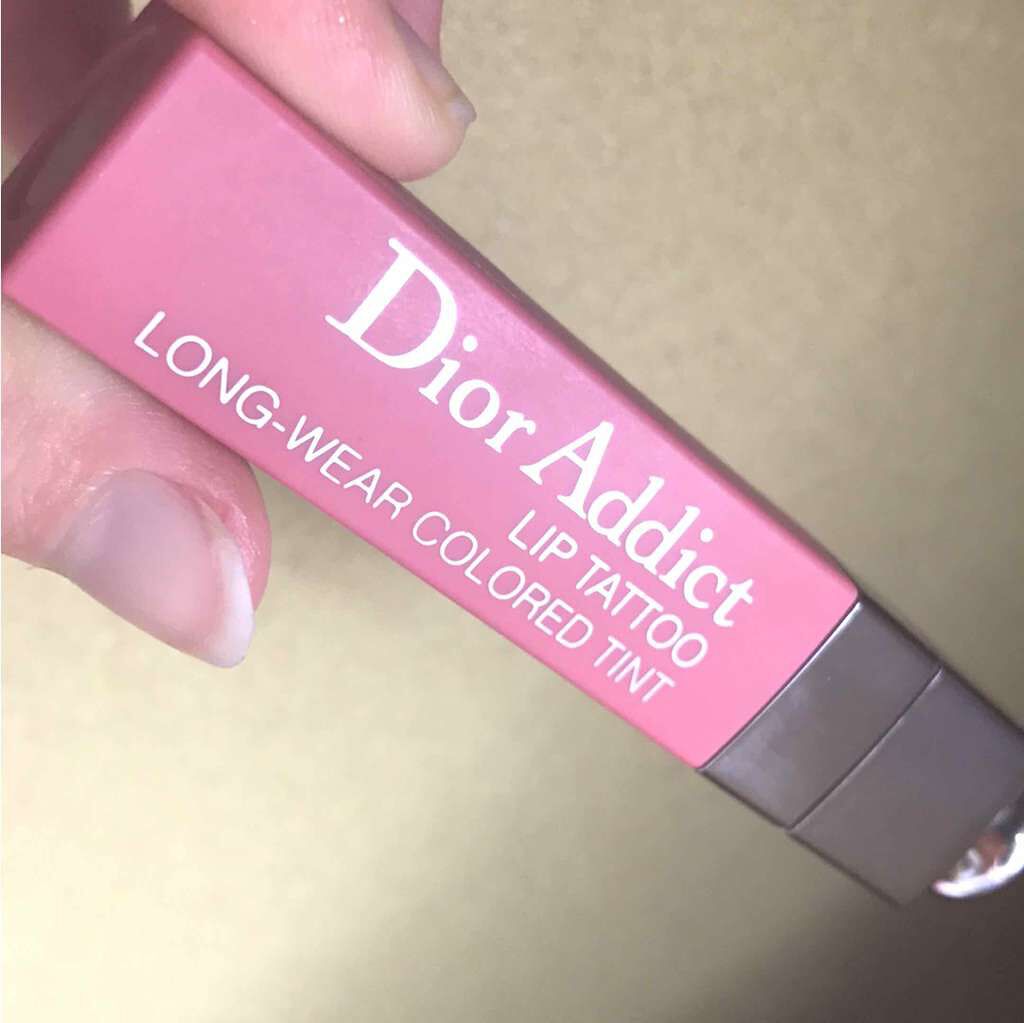 Dior Addict
LIP TATTOO
LONG-WEAR COLORED TINT